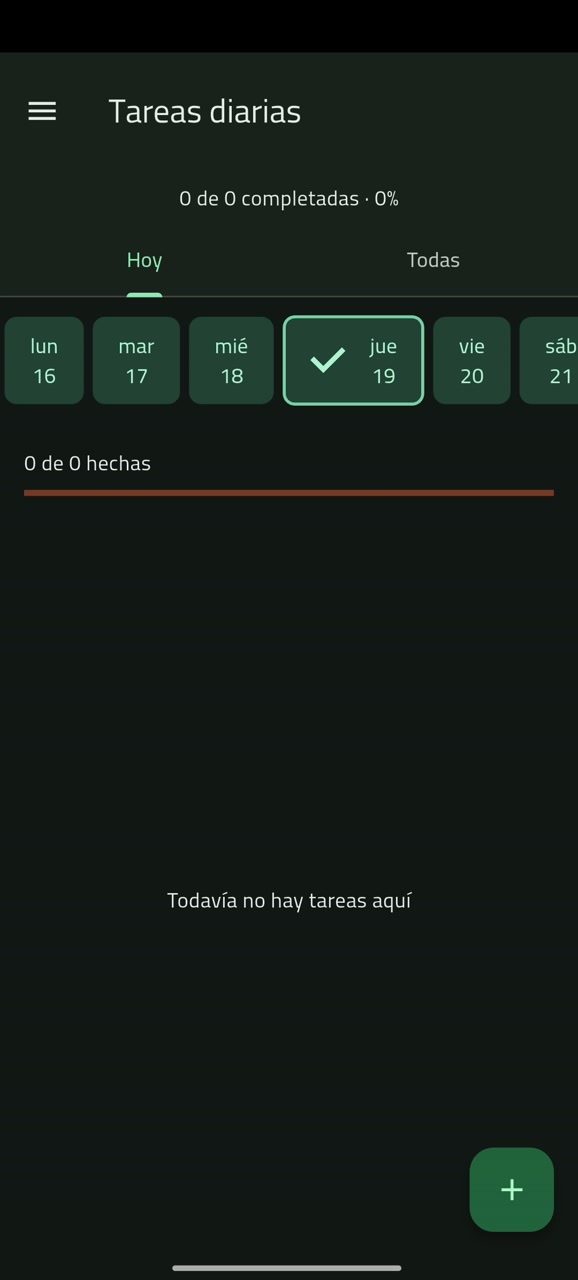 Tareas diarias
0 de 0 completadas · 0%
Hoy
Todas
lun
16
mar
17
mié
18
jue
19
vie
20
sáb
21
0 de 0 hechas
Todavía no hay tareas aquí